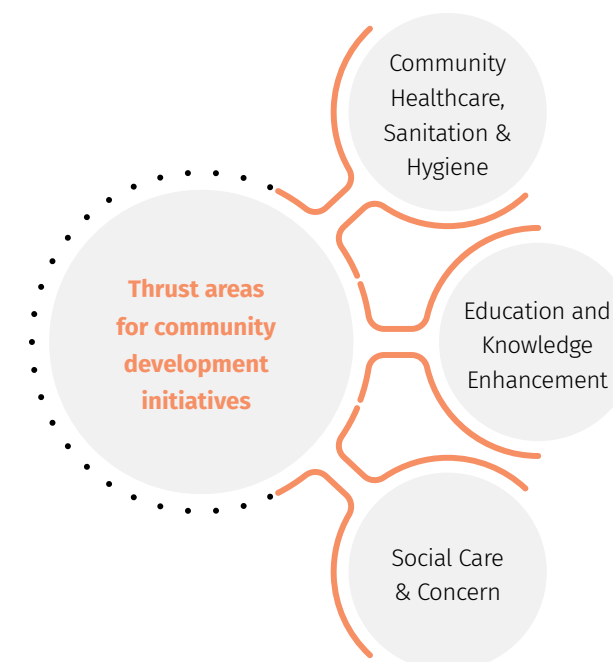 Community
Healthcare,
Sanitation &
Hygiene
Thrust areas
for community
development
initiatives
Education and
Knowledge
Enhancement
Social Care
& Concern